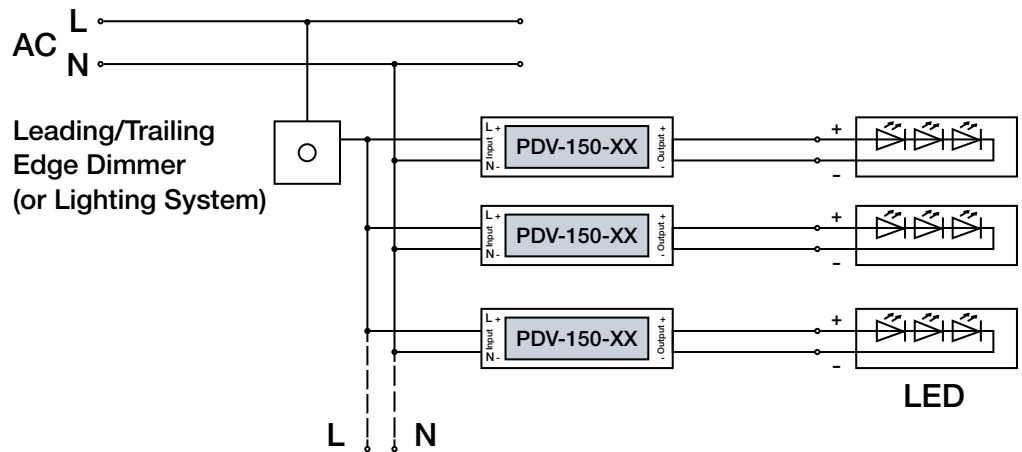 AC
L
N
Leading/Trailing
Edge Dimmer
(or Lighting System)
L +
Input
N -
PDV-150-XX
Output
+
-
+
–
L +
Input
N -
PDV-150-XX
Output
+
-
+
–
L +
Input
N -
PDV-150-XX
Output
+
-
+
–
LED
L
N